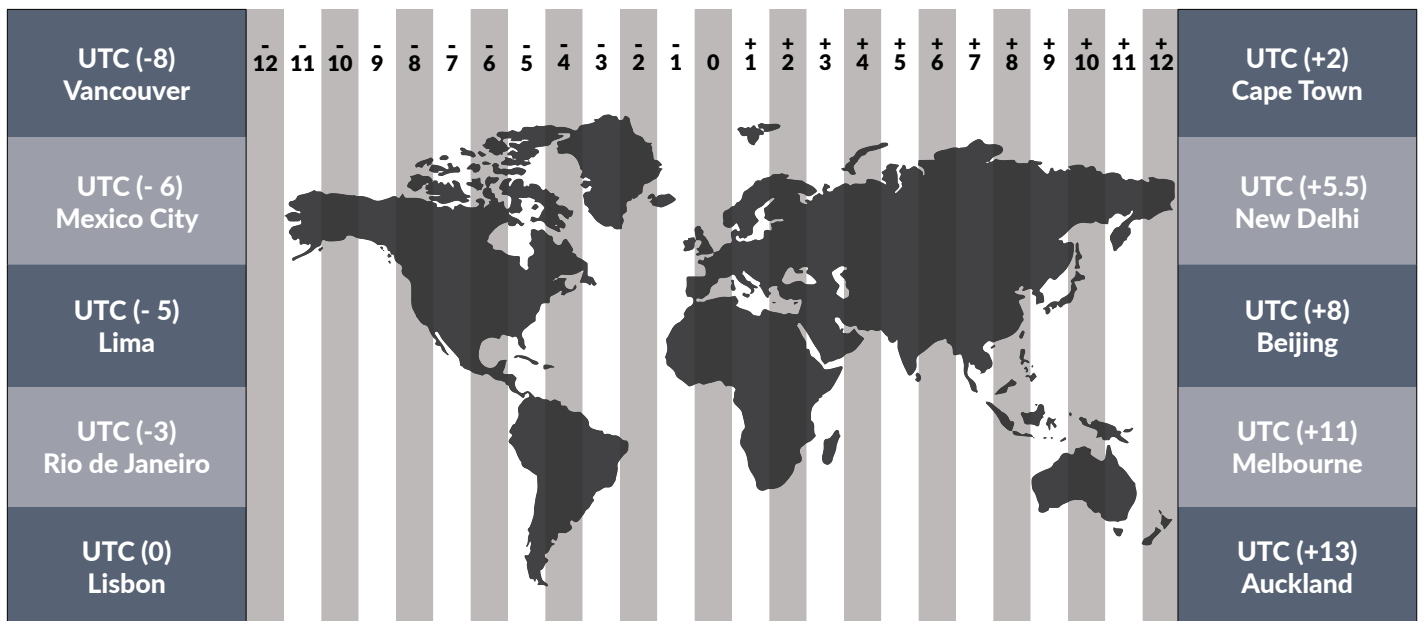 UTC (-8)
Vancouver
UTC (- 6)
Mexico City
UTC (- 5)
Lima
UTC (-3)
Rio de Janeiro
UTC (0)
Lisbon
- - - - - - - - - - - - + + + + + + + + + + + +
12 11 10 9 8 7 6 5 4 3 2 1 0 1 2 3 4 5 6 7 8 9 10 11 12
UTC (+2)
Cape Town
UTC (+5.5)
New Delhi
UTC (+8)
Beijing
UTC (+11)
Melbourne
UTC (+13)
Auckland